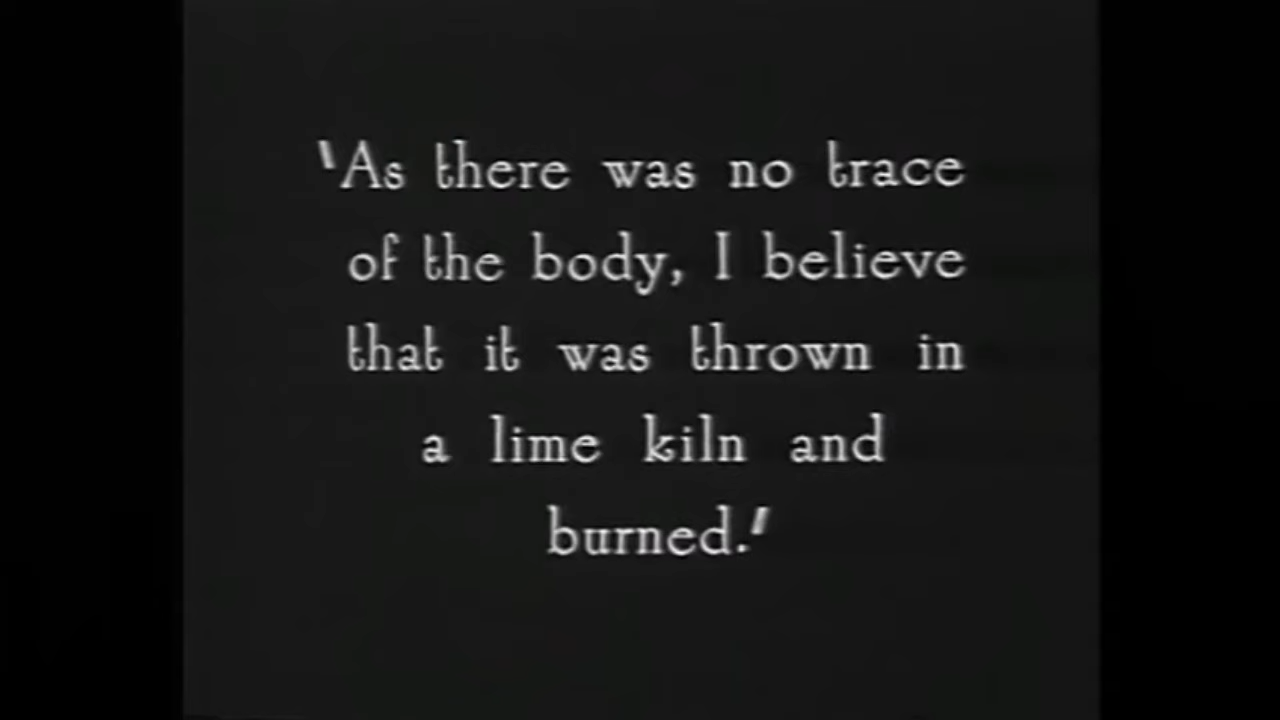 "As there was no trace
of the body, I believe
that it was thrown in
a lime kiln and
burned."